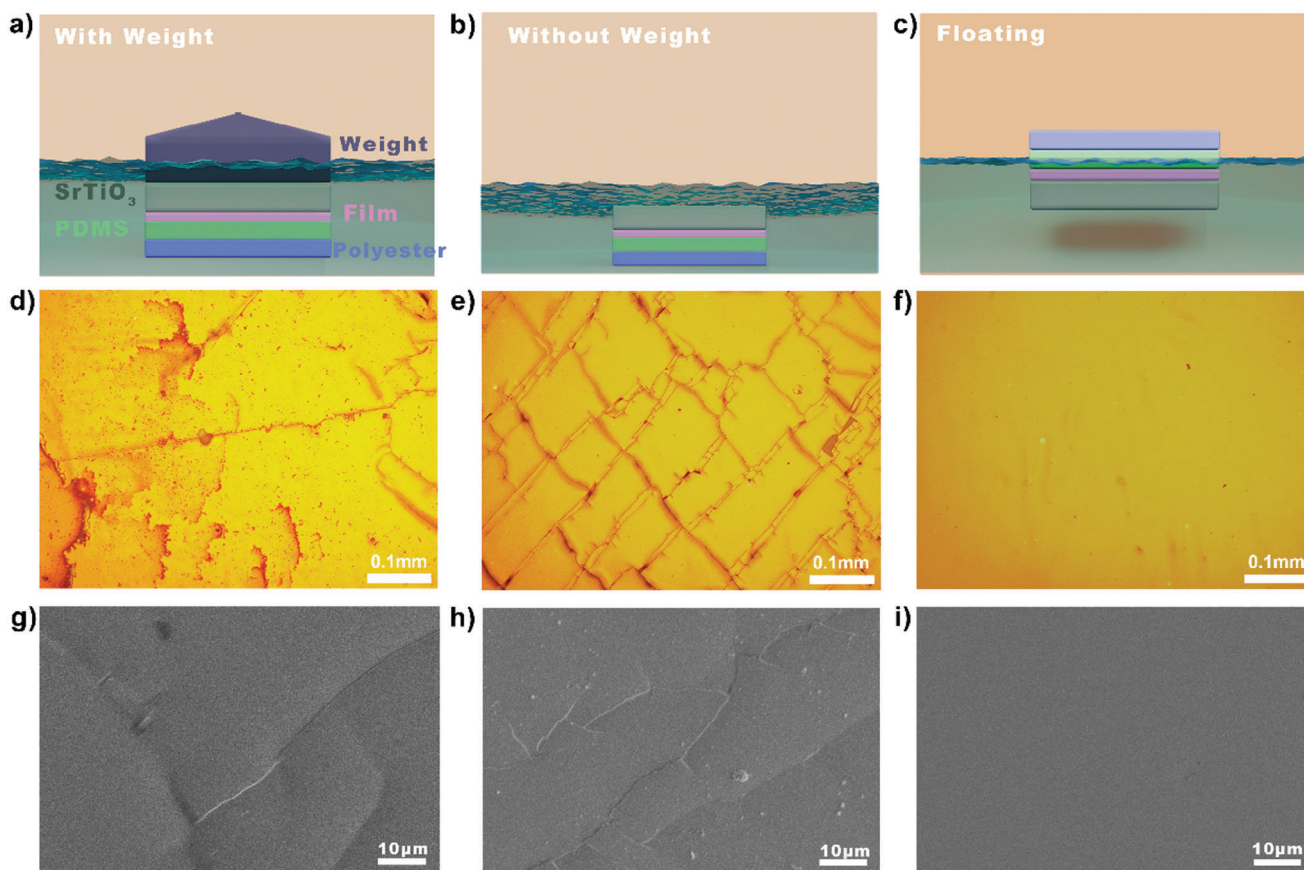 a)
With Weight
Weight
SrTiO3
Film
PDMS
Polyester
b)
Without Weight
c)
Floating
d)
0.1mm
e)
0.1mm
f)
0.1mm
g)
10µm
h)
10µm
i)
10µm